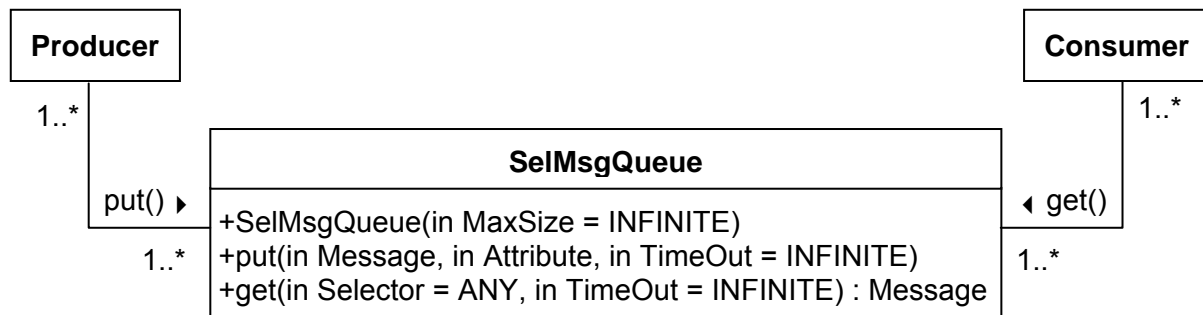 Producer
Consumer
1..*
1..*
SelMsgQueue
put() ▸
◂ get()
+SelMsgQueue(in MaxSize = INFINITE)
1..*
+put(in Message, in Attribute, in TimeOut = INFINITE)
1..*
+get(in Selector = ANY, in TimeOut = INFINITE) : Message